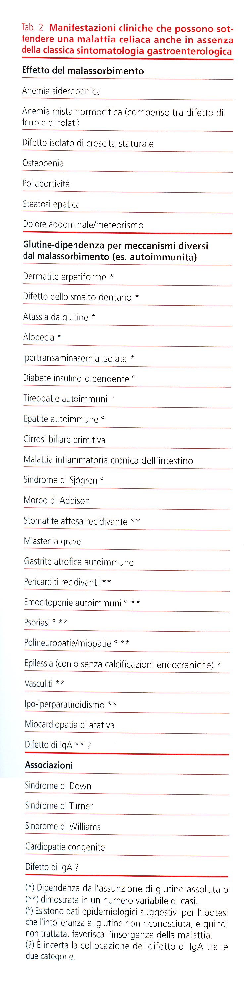 Tab. 2 Manifestazioni cliniche che possono sot-
tendere una malattia celiaca anche in assenza
della classica sintomatologia gastroenterologica
Effetto del malassorbimento
Anemia sideropenica
Anemia mista normocitica (compenso tra difetto di
ferro e di folati)
Difetto isolato di crescita staturale
Osteopenia
Poliabortività
Steatosi epatica
Dolore addominale/meteorismo
Glutine-dipendenza per meccanismi diversi
dal malassorbimento (es. autoimmunità)
Dermatite erpetiforme *
Difetto dello smalto dentario *
Atassia da glutine *
Alopecia *
Ipertransaminasemia isolata *
Diabete insulino-dipendente °
Tireopatie autoimmuni °
Epatite autoimmune °
Cirrosi biliare primitiva
Malattia infiammatoria cronica dell'intestino
Sindrome di Sjögren °
Morbo di Addison
Stomatite aftosa recidivante **
Miastenia grave
Gastrite atrofica autoimmune
Pericarditi recidivanti **
Emocitopenie autoimmuni ° **
Psoriasi ° **
Polineuropatie/miopatie ° **
Epilessia (con o senza calcificazioni endocraniche) *
Vasculiti **
Ipo-iperparatiroidismo **
Miocardiopatia dilatativa
Difetto di IgA ** ?
Associazioni
Sindrome di Down
Sindrome di Turner
Sindrome di Williams
Cardiopatie congenite
Difetto di IgA ?
(*) Dipendenza dall'assunzione di glutine assoluta o
(**) dimostrata in un numero variabile di casi.
(°) Esistono dati epidemiologici suggestivi per l'ipotesi
che l'intolleranza al glutine non riconosciuta, e quindi
non trattata, favorisca l'insorgenza della malattia.
(?) È incerta la collocazione del difetto di IgA tra le
due categorie.